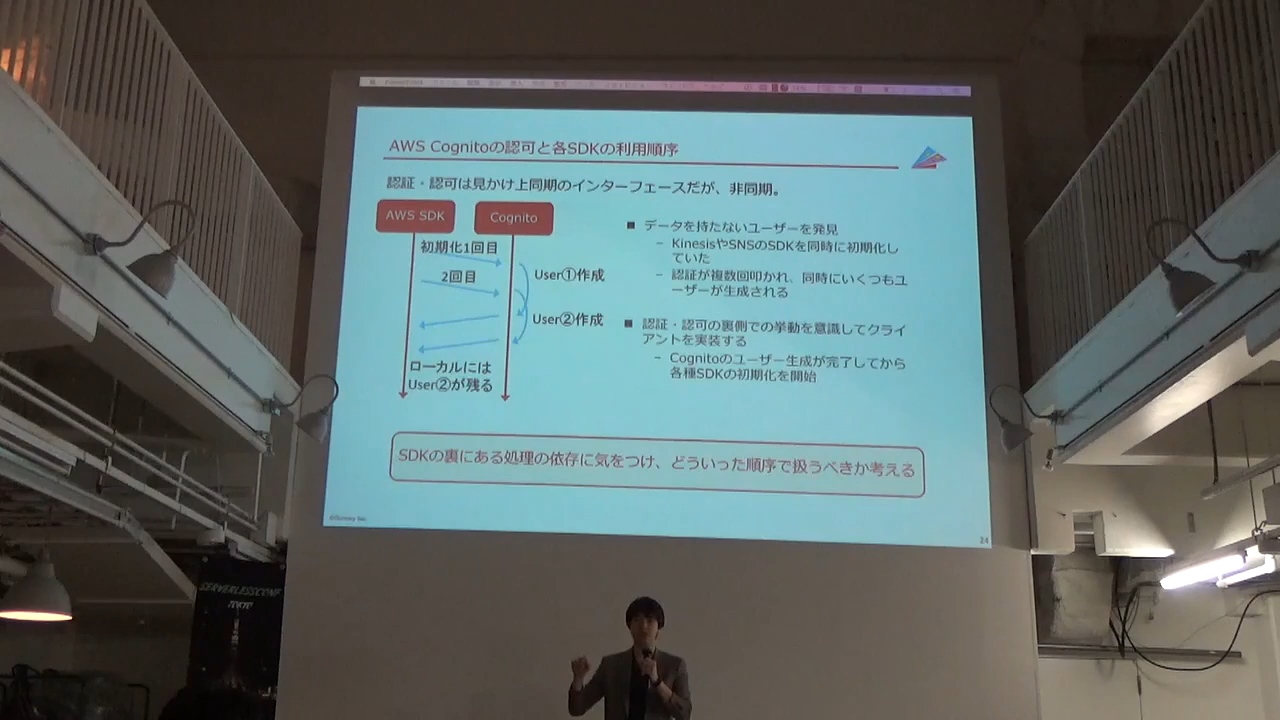 AWS Cognitoの認可と各SDKの利用順序
認証・認可は見かけ上同期のインターフェースだが、非同期。
AWS SDK
Cognito
初期化1回目
2回目
User①作成
User②作成
ローカルには
User②が残る
■ データを持たないユーザーを発見
– KinesisやSNSのSDKを同時に初期化し
ていた
– 認証が複数回叩かれ、同時にいくつもユ
ーザーが生成される
■ 認証・認可の裏側での挙動を意識してクライ
アントを実装する
– Cognitoのユーザー生成が完了してから
各種SDKの初期化を開始
SDKの裏にある処理の依存に気をつけ、どういった順序で扱うべきか考える
24
SERVERLESSCONF
TOKYO